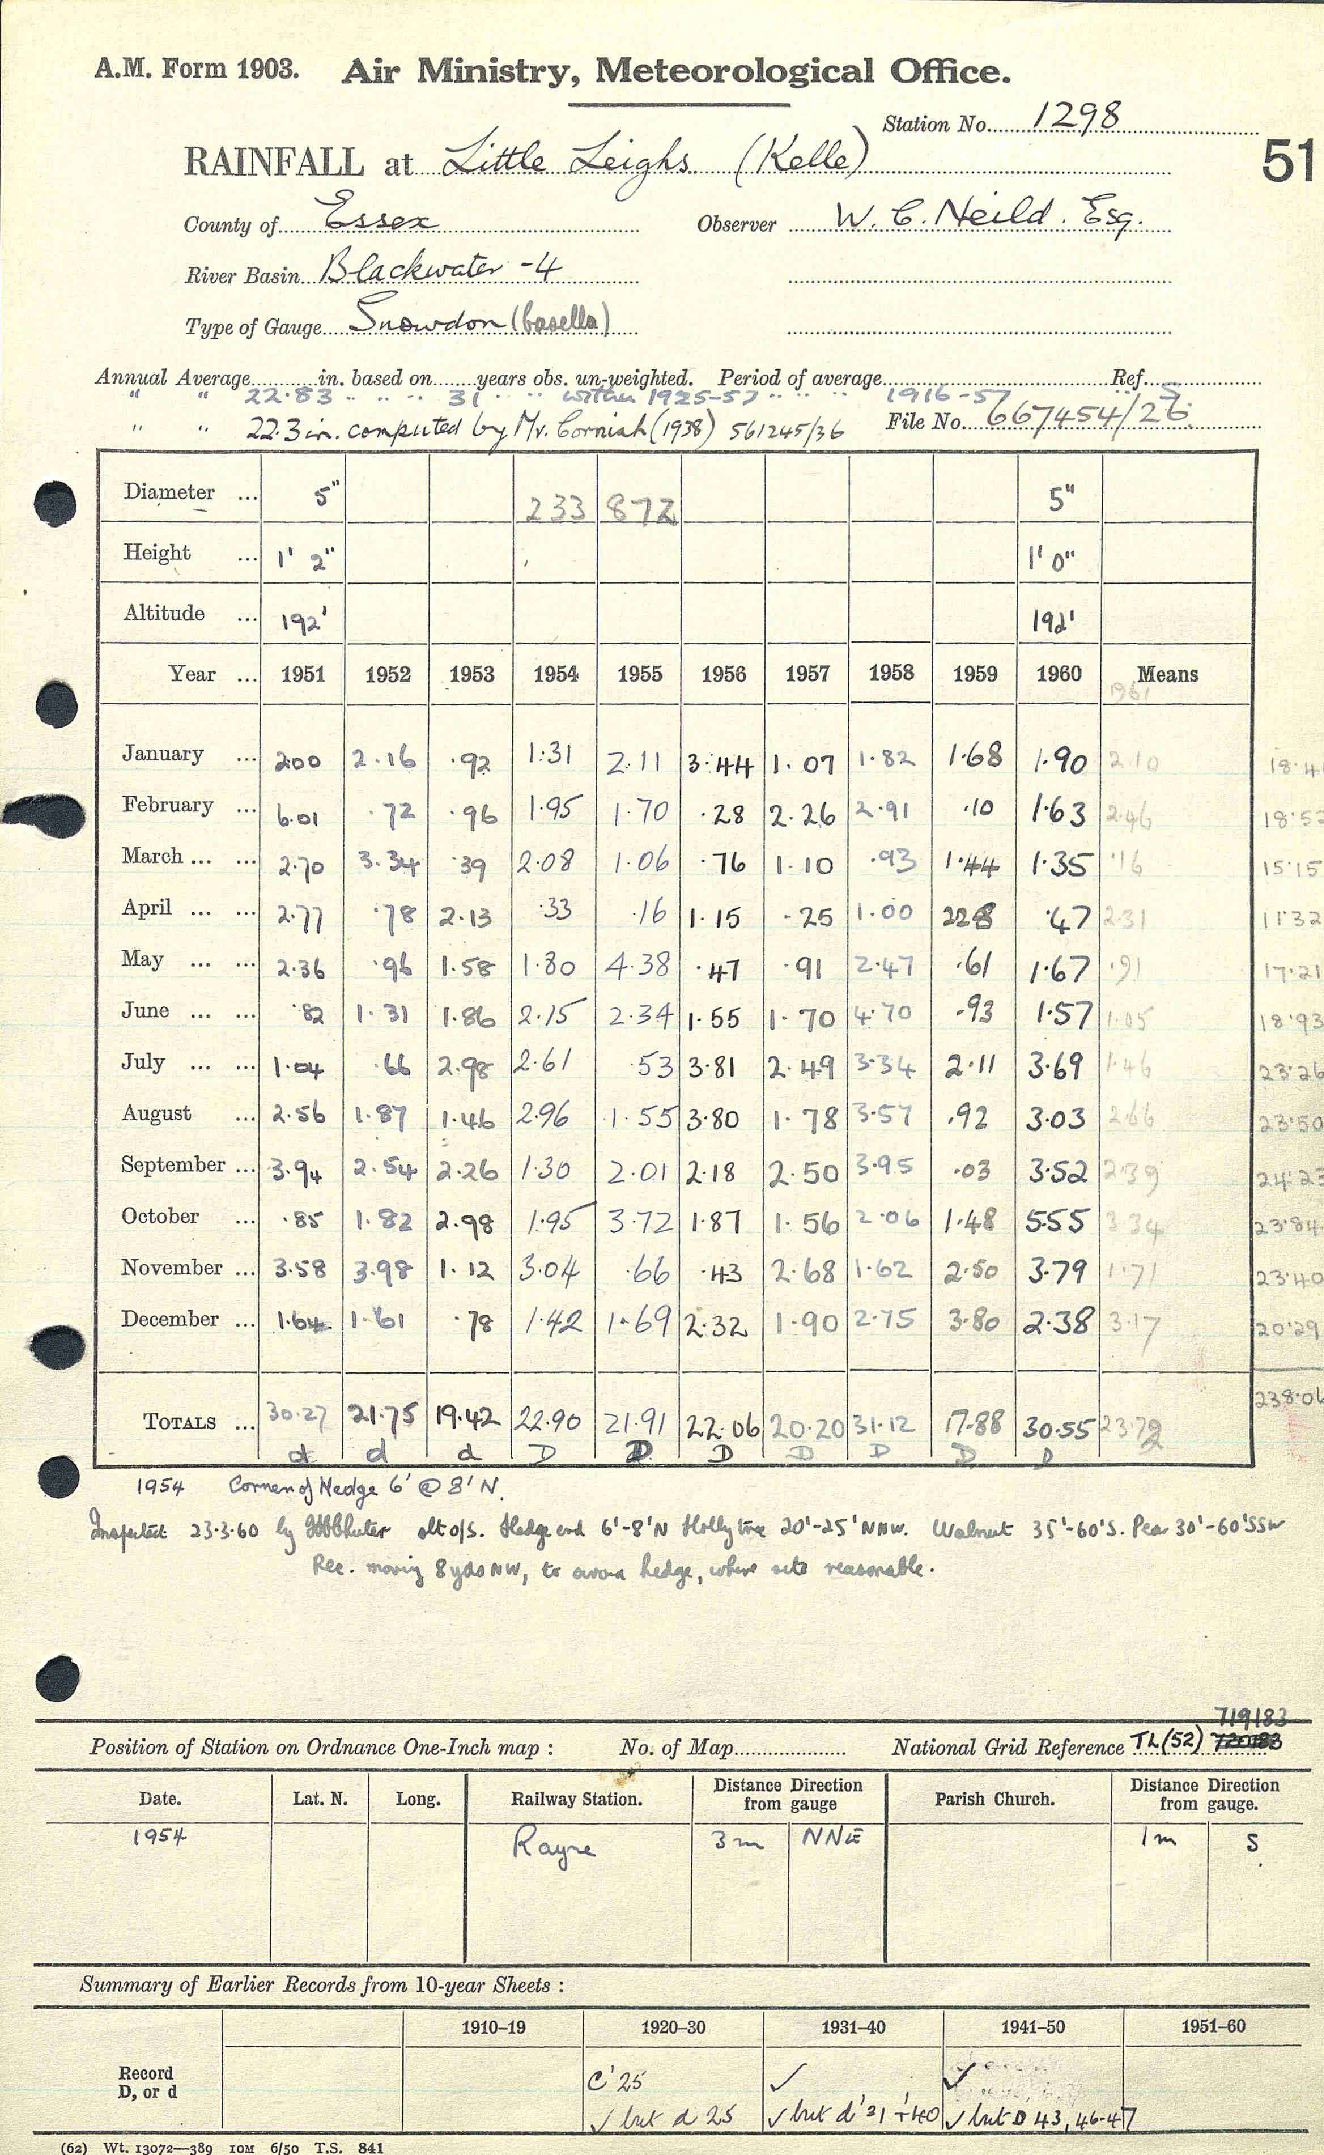 A.M. Form 1903. Air Ministry, Meteorological Office.
Station No. 1298
RAINFALL at Little Leighs (Kelle)
51
County of Essex Observer W. C. Neild. Esq.
River Basin Blackwater -4
Type of Gauge Snowdon (Casella)
Annual Average in. based on years obs. un-weighted. Period of average Ref. S.
" " 22.83 " " " 31 " " within 1925-57 " " " 1916-57
" " 22.3 in. computed by Mr. Cornish (1938) 561245/36 File No. 667454/26.
Diameter ... 5" 233 872 5"
Height ... 1' 2" 1' 0"
Altitude ... 192' 192'
Year ... 1951 1952 1953 1954 1955 1956 1957 1958 1959 1960 Means
1961
January ... 2.00 2.16 .92 1.31 2.11 3.44 1.07 1.82 1.68 1.90 2.10 18.4
February ... 6.01 .72 .96 1.95 1.70 .28 2.26 2.91 .10 1.63 2.46 18.52
March ... ... 2.70 3.34 .39 2.08 1.06 .76 1.10 .93 1.44 1.35 .16 15.15
April ... ... 2.77 .78 2.13 .33 .16 1.15 .25 1.00 2.28 .47 2.31 11.32
May ... ... 2.36 .96 1.58 1.80 4.38 .47 .91 2.47 .61 1.67 .91 17.21
June ... ... .82 1.31 1.86 2.15 2.34 1.55 1.70 4.70 .93 1.57 1.05 18.93
July ... ... 1.04 .66 2.98 2.61 .53 3.81 2.49 3.34 2.11 3.69 1.46 23.26
August ... 2.56 1.87 1.46 2.96 1.55 3.80 1.78 3.57 .92 3.03 2.66 23.50
September ... 3.94 2.54 2.26 1.30 2.01 2.18 2.50 3.95 .03 3.52 2.39 24.23
October ... .85 1.82 2.98 1.95 3.72 1.87 1.56 2.06 1.48 5.55 3.34 23.84
November ... 3.58 3.98 1.12 3.04 .66 .43 2.68 1.62 2.50 3.79 1.71 23.40
December ... 1.64 1.61 .78 1.42 1.69 2.32 1.90 2.75 3.80 2.38 3.17 20.29
TOTALS ... 30.27 21.75 19.42 22.90 21.91 22.06 20.20 31.12 17.88 30.55 23.72 238.06
d d d D D D D D D D
1954 Corner of Hedge 6' @ 8' N.
Inspected 23.3.60 by alt o/s. Hedge end 6'-8' N Holly tree 20'-25' NNW. Walnut 35'-60' S. Pear 30'-60' SSW
Rec. moving 8 yds NW, to avoid hedge, where site reasonable.
719183
Position of Station on Ordnance One-Inch map : No. of Map National Grid Reference TL (52) 720183
Date. Lat. N. Long. Railway Station. Distance Direction from gauge Parish Church. Distance Direction from gauge.
1954 Rayne 3 m NNE 1 m S
Summary of Earlier Records from 10-year Sheets :
1910–19 1920–30 1931–40 1941–50 1951–60
Record D, or d
C '25 ✓ ✓
✓ but d 25 ✓ but d '31 + '40 ✓ but D 43, 46-47
(62) Wt. 13072—389 10M 6/50 T.S. 841